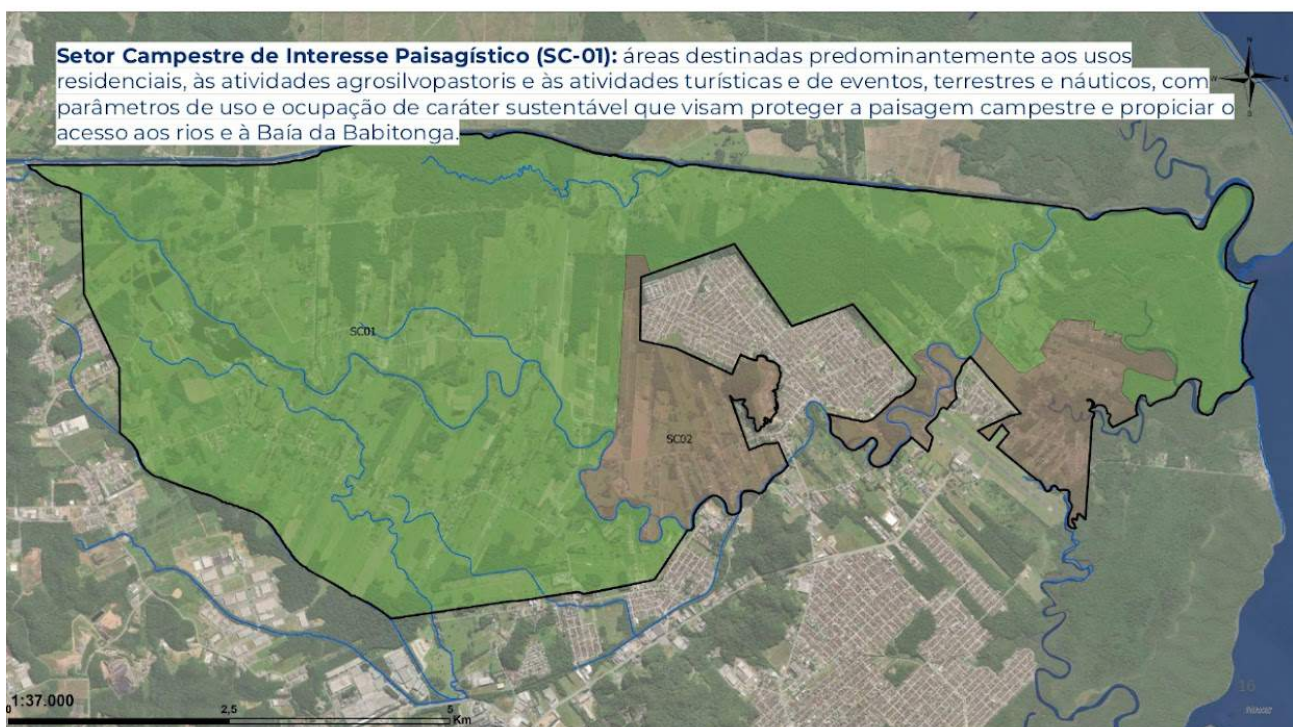 Setor Campestre de Interesse Paisagístico (SC-01): áreas destinadas predominantemente aos usos
residenciais, às atividades agrosilvopastoris e às atividades turísticas e de eventos, terrestres e náuticos, com
parâmetros de uso e ocupação de caráter sustentável que visam proteger a paisagem campestre e propiciar o
acesso aos rios e à Baía da Babitonga.
N
W
E
S
SC01
SC02
1:37.000
0
2,5
5
Km
16